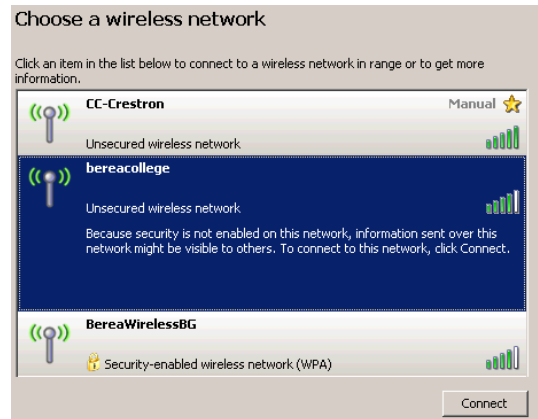 Choose a wireless network
Click an item in the list below to connect to a wireless network in range or to get more
information.
CC-Crestron Manual
Unsecured wireless network
bereacollege
Unsecured wireless network
Because security is not enabled on this network, information sent over this
network might be visible to others. To connect to this network, click Connect.
BereaWirelessBG
Security-enabled wireless network (WPA)
Connect